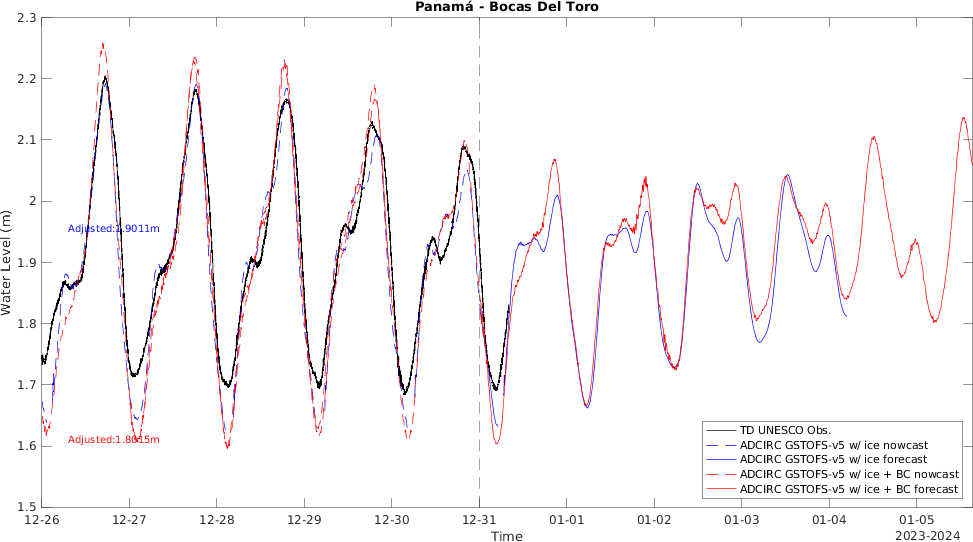 Panamá - Bocas Del Toro
2.3
2.2
2.1
2
1.9
1.8
1.7
1.6
1.5
Water Level (m)
Adjusted:1.9011m
Adjusted:1.8015m
TD UNESCO Obs.
ADCIRC GSTOFS-v5 w/ ice nowcast
ADCIRC GSTOFS-v5 w/ ice forecast
ADCIRC GSTOFS-v5 w/ ice + BC nowcast
ADCIRC GSTOFS-v5 w/ ice + BC forecast
12-26 12-27 12-28 12-29 12-30 12-31 01-01 01-02 01-03 01-04 01-05
Time
2023-2024